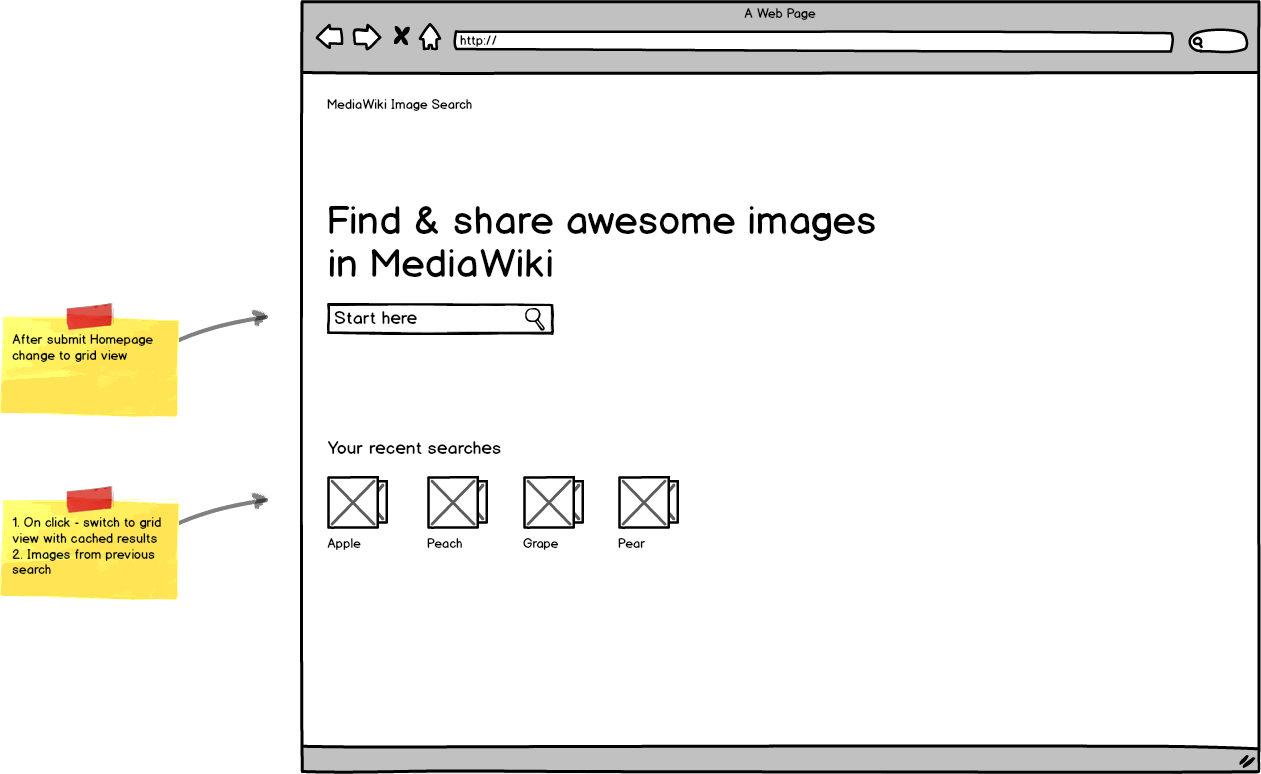 A Web Page
http://
MediaWiki Image Search
Find & share awesome images
in MediaWiki
Start here
After submit Homepage
change to grid view
Your recent searches
Apple
Peach
Grape
Pear
1. On click - switch to grid
view with cached results
2. Images from previous
search